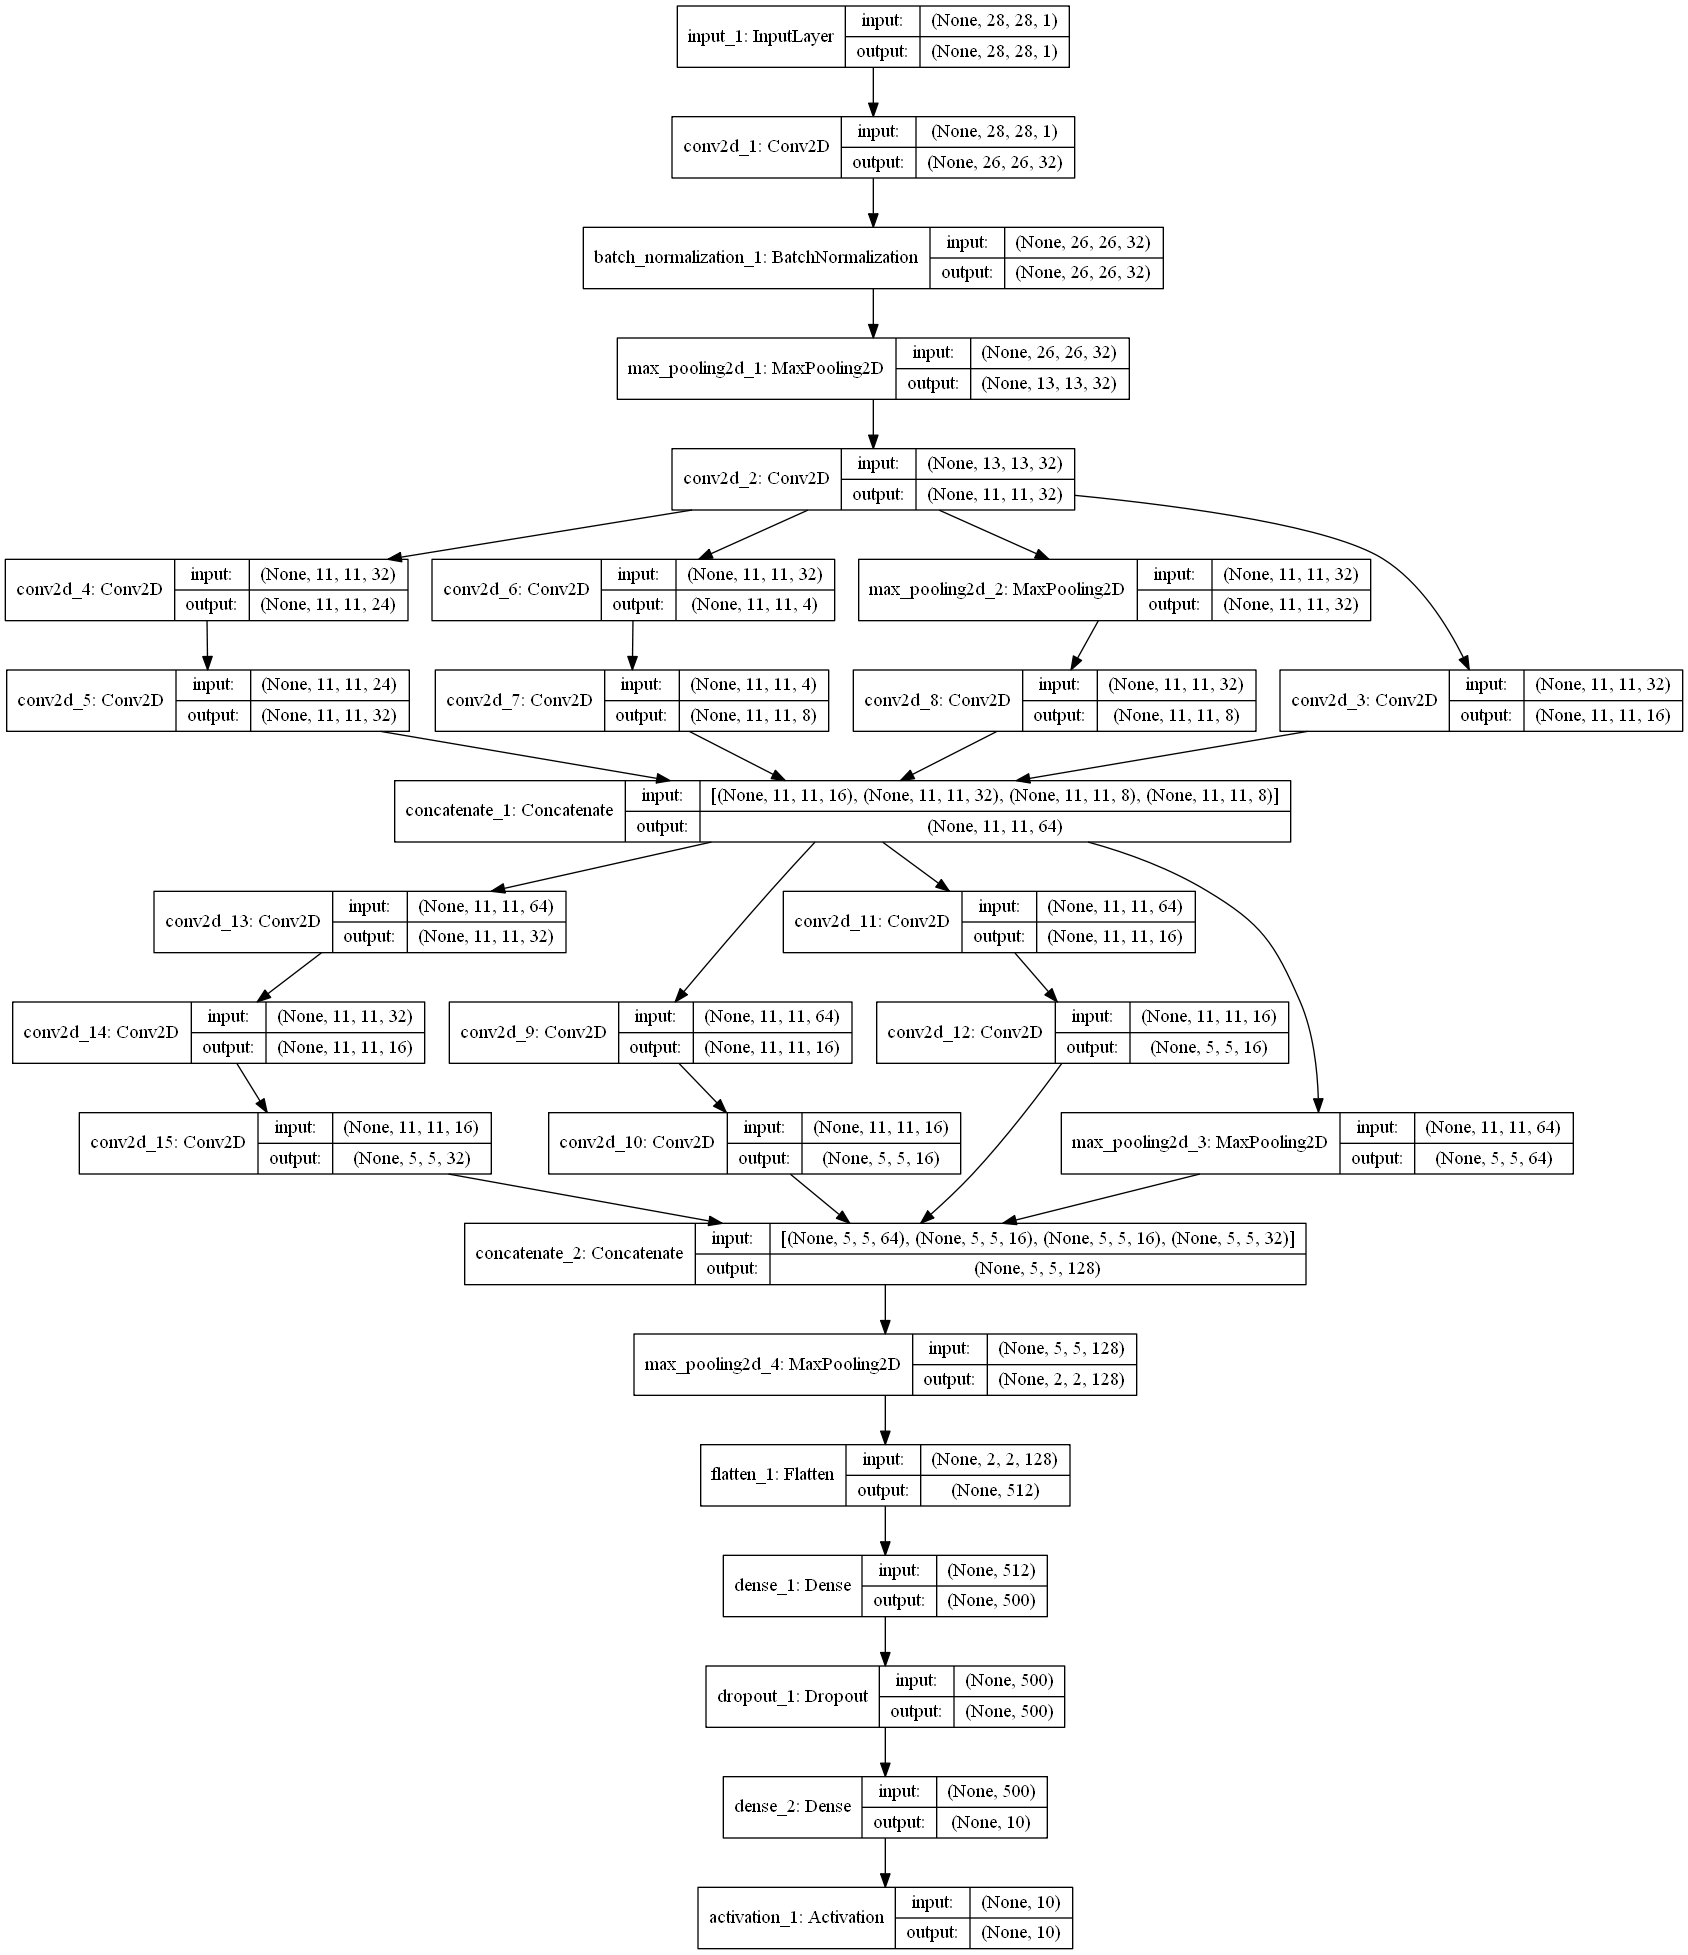 input_1: InputLayer
input: (None, 28, 28, 1)
output: (None, 28, 28, 1)
conv2d_1: Conv2D
input: (None, 28, 28, 1)
output: (None, 26, 26, 32)
batch_normalization_1: BatchNormalization
input: (None, 26, 26, 32)
output: (None, 26, 26, 32)
max_pooling2d_1: MaxPooling2D
input: (None, 26, 26, 32)
output: (None, 13, 13, 32)
conv2d_2: Conv2D
input: (None, 13, 13, 32)
output: (None, 11, 11, 32)
conv2d_4: Conv2D
input: (None, 11, 11, 32)
output: (None, 11, 11, 24)
conv2d_6: Conv2D
input: (None, 11, 11, 32)
output: (None, 11, 11, 4)
max_pooling2d_2: MaxPooling2D
input: (None, 11, 11, 32)
output: (None, 11, 11, 32)
conv2d_5: Conv2D
input: (None, 11, 11, 24)
output: (None, 11, 11, 32)
conv2d_7: Conv2D
input: (None, 11, 11, 4)
output: (None, 11, 11, 8)
conv2d_8: Conv2D
input: (None, 11, 11, 32)
output: (None, 11, 11, 8)
conv2d_3: Conv2D
input: (None, 11, 11, 32)
output: (None, 11, 11, 16)
concatenate_1: Concatenate
input: [(None, 11, 11, 16), (None, 11, 11, 32), (None, 11, 11, 8), (None, 11, 11, 8)]
output: (None, 11, 11, 64)
conv2d_13: Conv2D
input: (None, 11, 11, 64)
output: (None, 11, 11, 32)
conv2d_11: Conv2D
input: (None, 11, 11, 64)
output: (None, 11, 11, 16)
conv2d_14: Conv2D
input: (None, 11, 11, 32)
output: (None, 11, 11, 16)
conv2d_9: Conv2D
input: (None, 11, 11, 64)
output: (None, 11, 11, 16)
conv2d_12: Conv2D
input: (None, 11, 11, 16)
output: (None, 5, 5, 16)
conv2d_15: Conv2D
input: (None, 11, 11, 16)
output: (None, 5, 5, 32)
conv2d_10: Conv2D
input: (None, 11, 11, 16)
output: (None, 5, 5, 16)
max_pooling2d_3: MaxPooling2D
input: (None, 11, 11, 64)
output: (None, 5, 5, 64)
concatenate_2: Concatenate
input: [(None, 5, 5, 64), (None, 5, 5, 16), (None, 5, 5, 16), (None, 5, 5, 32)]
output: (None, 5, 5, 128)
max_pooling2d_4: MaxPooling2D
input: (None, 5, 5, 128)
output: (None, 2, 2, 128)
flatten_1: Flatten
input: (None, 2, 2, 128)
output: (None, 512)
dense_1: Dense
input: (None, 512)
output: (None, 500)
dropout_1: Dropout
input: (None, 500)
output: (None, 500)
dense_2: Dense
input: (None, 500)
output: (None, 10)
activation_1: Activation
input: (None, 10)
output: (None, 10)